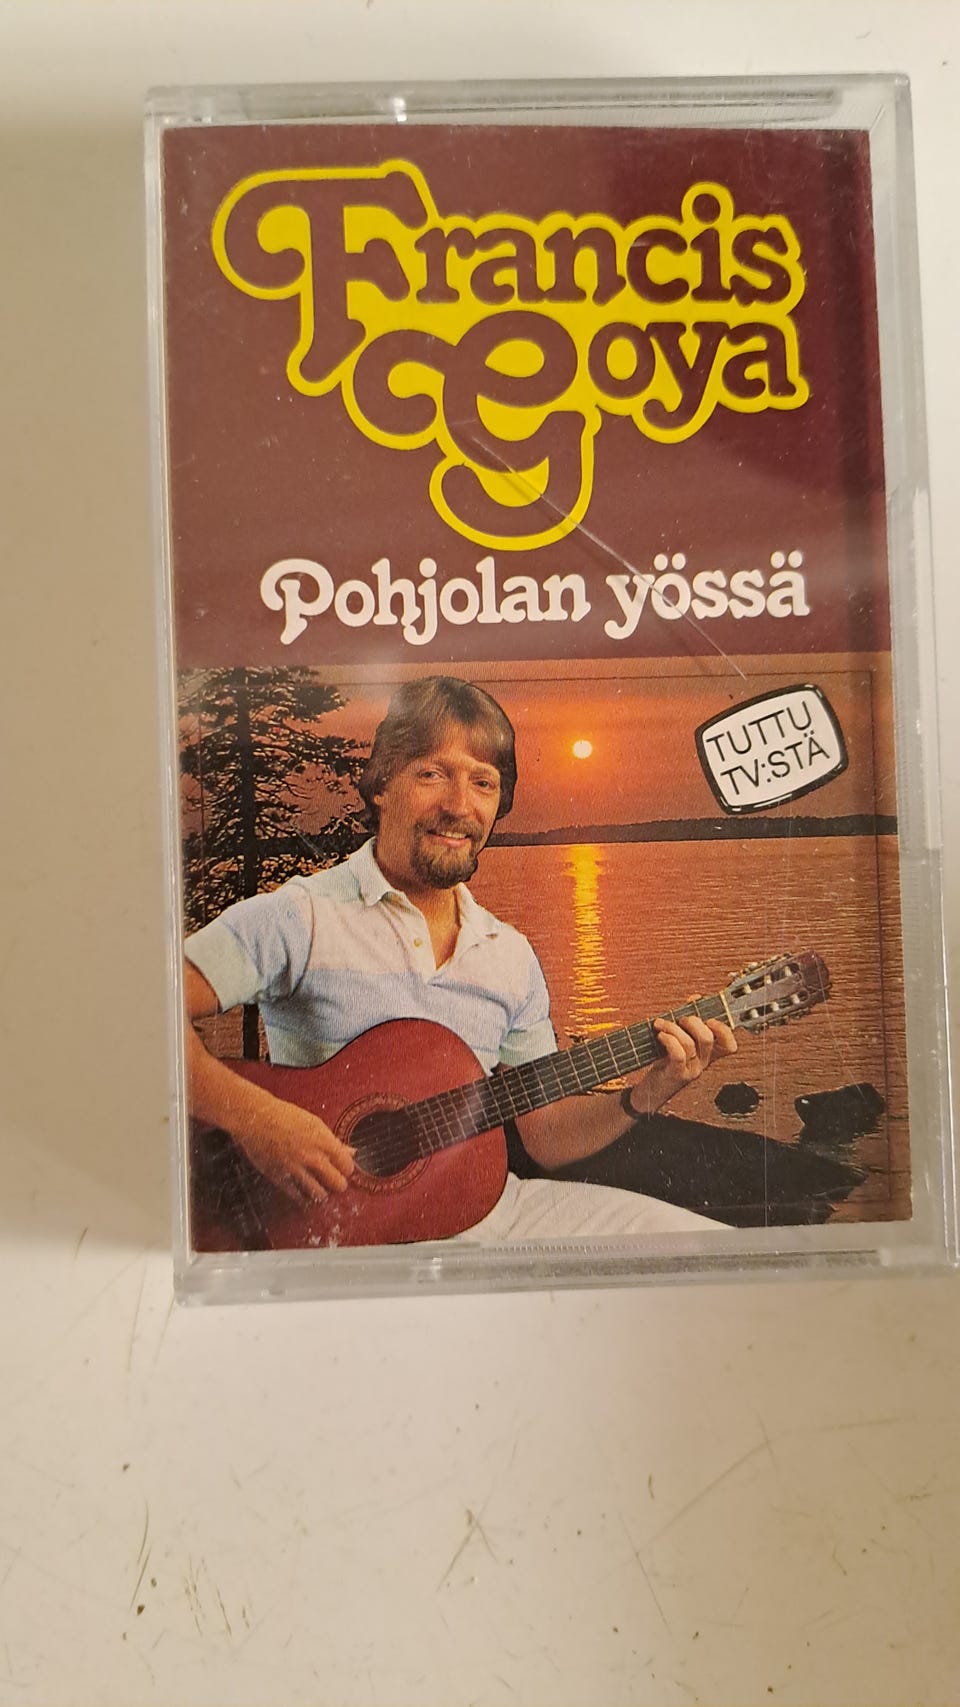 Francis
Goya
Pohjolan yössä
TUTTU
TV:STÄ